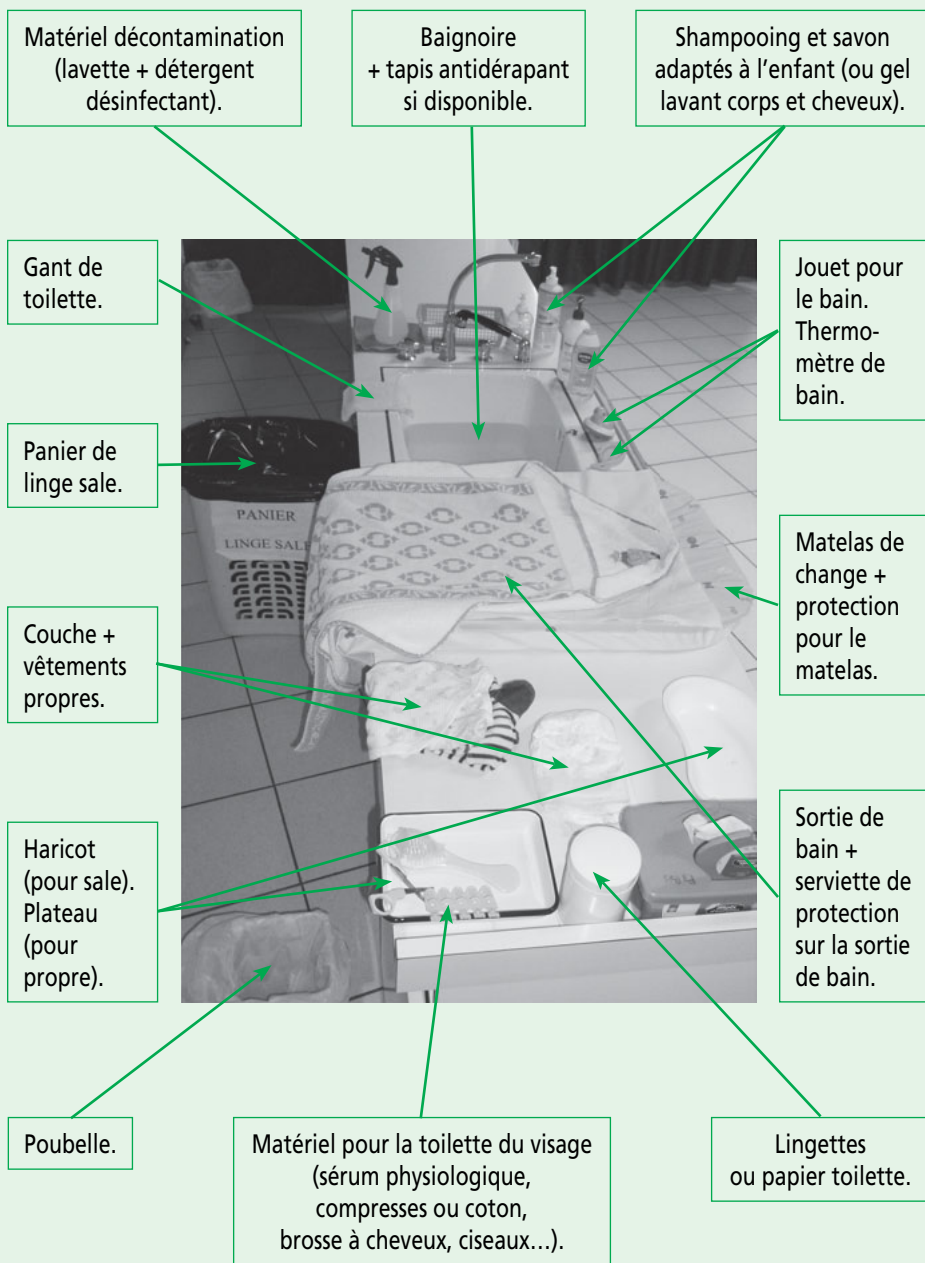 Matériel décontamination
(lavette + détergent
désinfectant).
Baignoire
+ tapis antidérapant
si disponible.
Shampooing et savon
adaptés à l'enfant (ou gel
lavant corps et cheveux).
Gant de
toilette.
Jouet pour
le bain.
Thermo-
mètre de
bain.
Panier de
linge sale.
PANIER
LINGE SALE
Matelas de
change +
protection
pour le
matelas.
Couche +
vêtements
propres.
Haricot
(pour sale).
Plateau
(pour
propre).
Sortie de
bain +
serviette de
protection
sur la sortie
de bain.
Poubelle.
Matériel pour la toilette du visage
(sérum physiologique,
compresses ou coton,
brosse à cheveux, ciseaux…).
Lingettes
ou papier toilette.